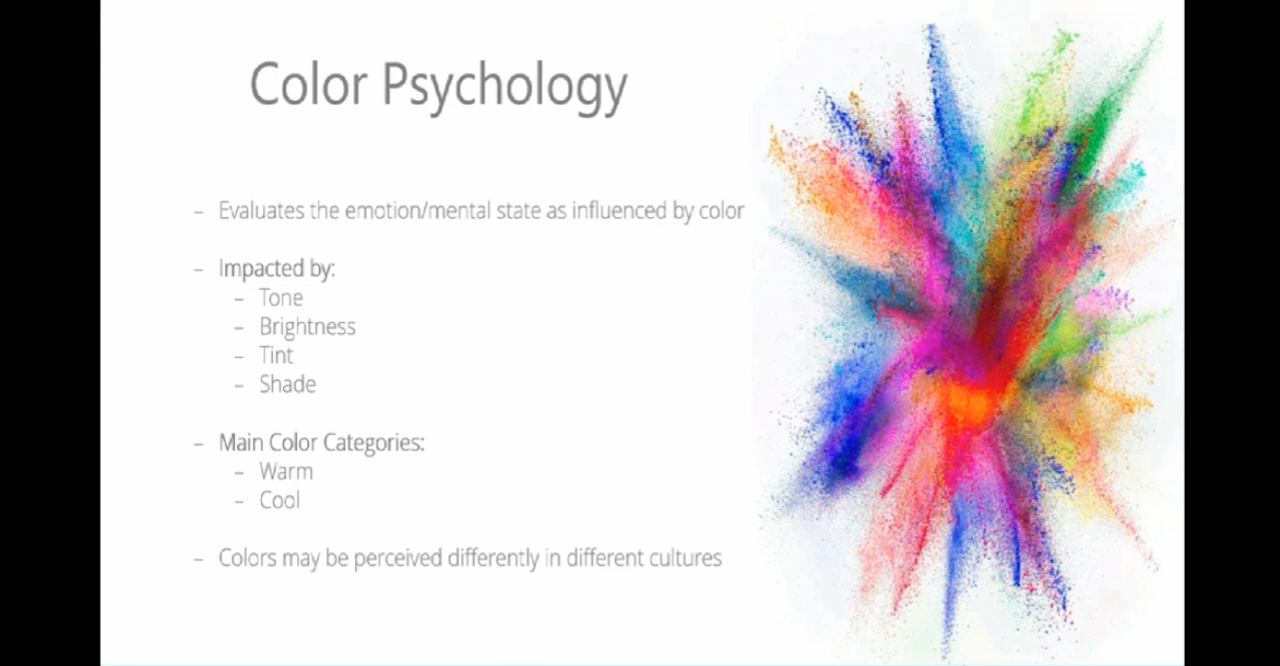 Color Psychology
– Evaluates the emotion/mental state as influenced by color
– Impacted by:
– Tone
– Brightness
– Tint
– Shade
– Main Color Categories:
– Warm
– Cool
– Colors may be perceived differently in different cultures